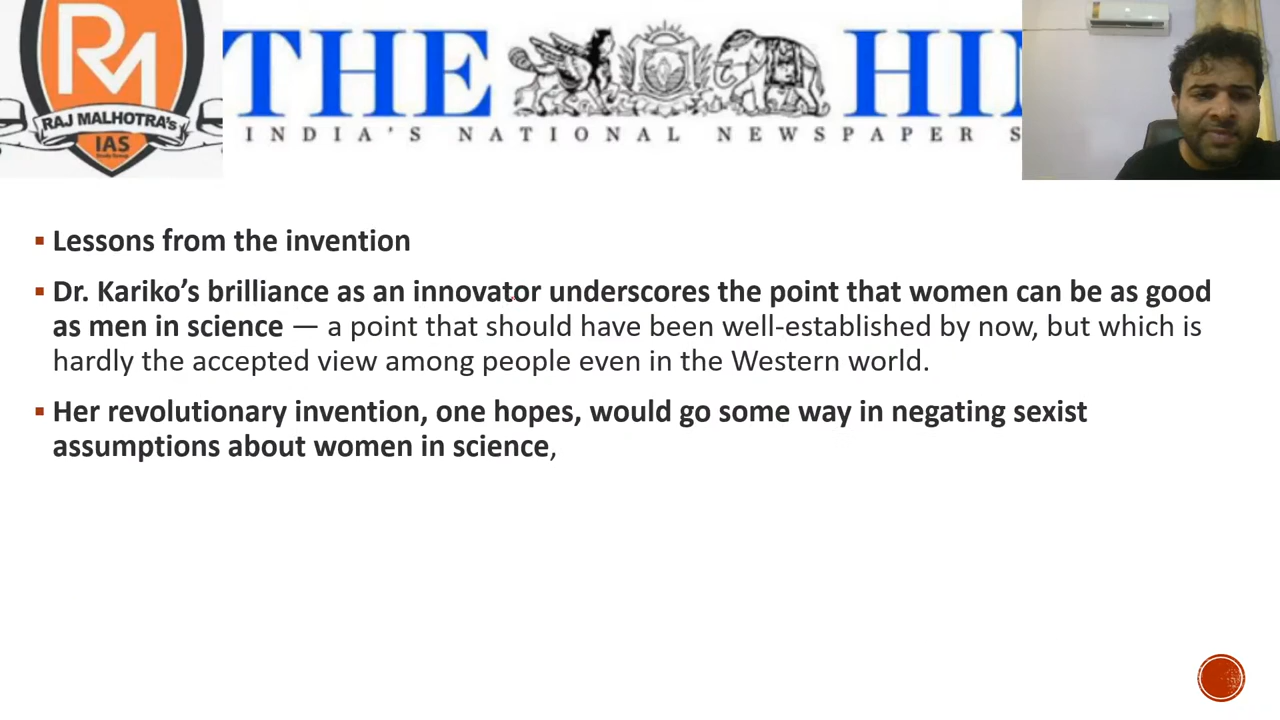 RM
RAJ MALHOTRA's
IAS
Study Group
THE HI
INDIA'S NATIONAL NEWSPAPER S
▪ Lessons from the invention
▪ Dr. Kariko’s brilliance as an innovator underscores the point that women can be as good
as men in science — a point that should have been well-established by now, but which is
hardly the accepted view among people even in the Western world.
▪ Her revolutionary invention, one hopes, would go some way in negating sexist
assumptions about women in science,